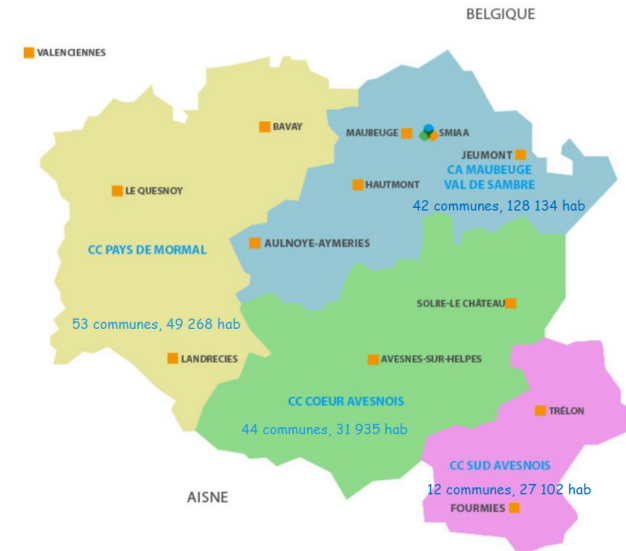 BELGIQUE
VALENCIENNES
BAVAY
MAUBEUGE
SMIAA
JEUMONT
CA MAUBEUGE
VAL DE SAMBRE
42 communes, 128 134 hab
HAUTMONT
LE QUESNOY
AULNOYE-AYMERIES
CC PAYS DE MORMAL
SOLRE-LE CHÂTEAU
53 communes, 49 268 hab
LANDRECIES
AVESNES-SUR-HELPES
CC COEUR AVESNOIS
44 communes, 31 935 hab
TRÉLON
CC SUD AVESNOIS
12 communes, 27 102 hab
AISNE
FOURMIES